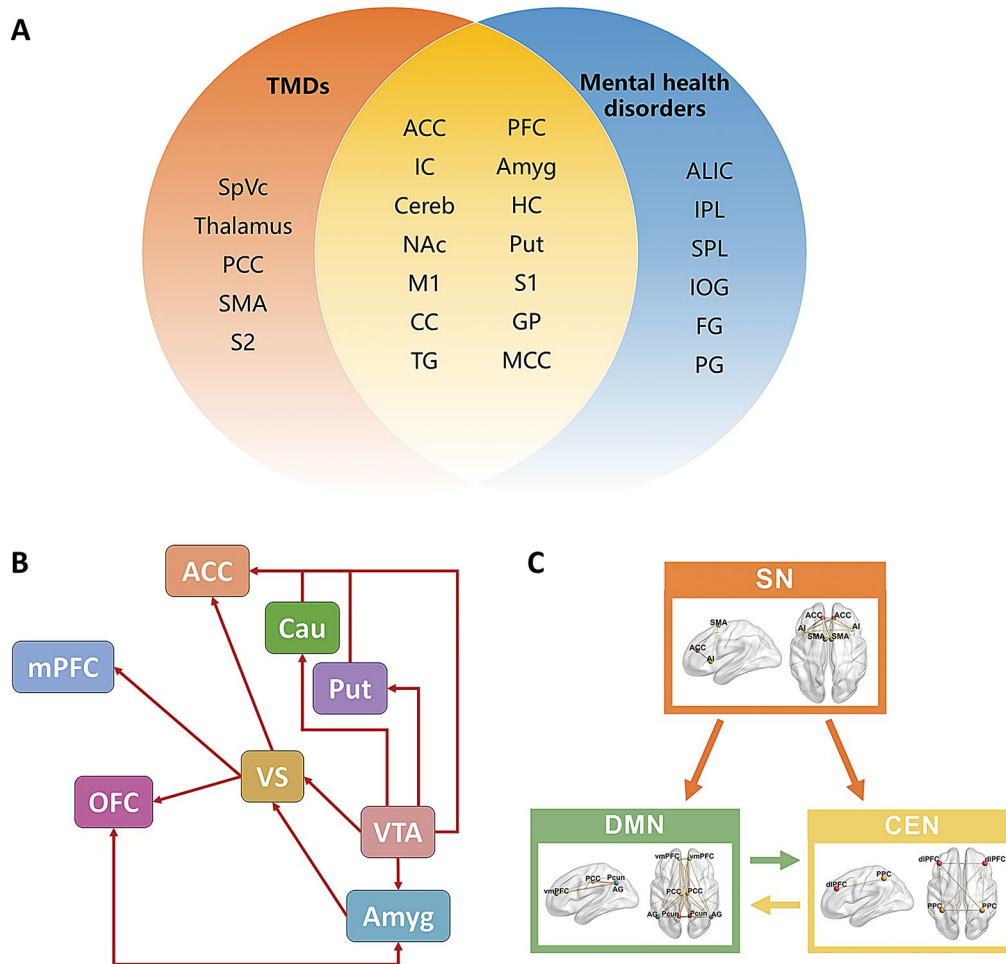 A
TMDs
Mental health
disorders
SpVc
Thalamus
PCC
SMA
S2
ACC PFC
IC Amyg
Cereb HC
NAc Put
M1 S1
CC GP
TG MCC
ALIC
IPL
SPL
IOG
FG
PG
B
ACC
Cau
mPFC
Put
VS
OFC
VTA
Amyg
C
SN
SMA
ACC
AI
ACC ACC
AI AI
SMA SMA
DMN
PCC Pcun
AG
vmPFC
vmPFC vmPFC
PCC PCC
AG Pcun Pcun AG
CEN
PPC
dlPFC
dlPFC dlPFC
PPC PPC